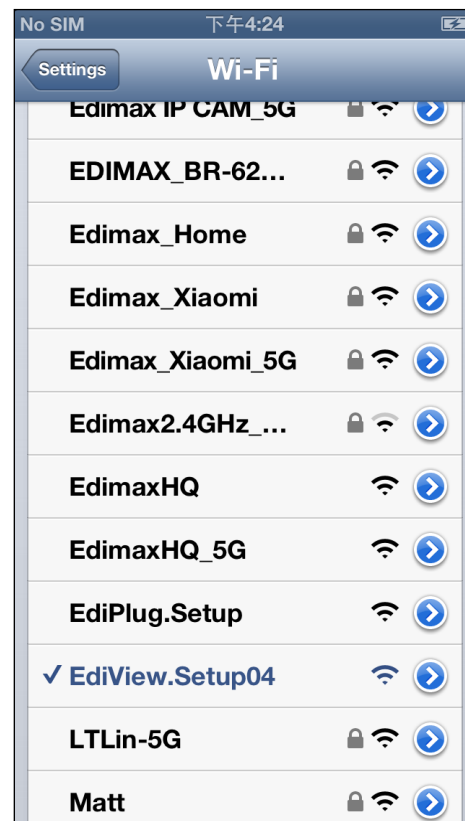 No SIM 下午4:24
Settings Wi-Fi
Edimax IP CAM_5G
EDIMAX_BR-62...
Edimax_Home
Edimax_Xiaomi
Edimax_Xiaomi_5G
Edimax2.4GHz_...
EdimaxHQ
EdimaxHQ_5G
EdiPlug.Setup
✓ EdiView.Setup04
LTLin-5G
Matt